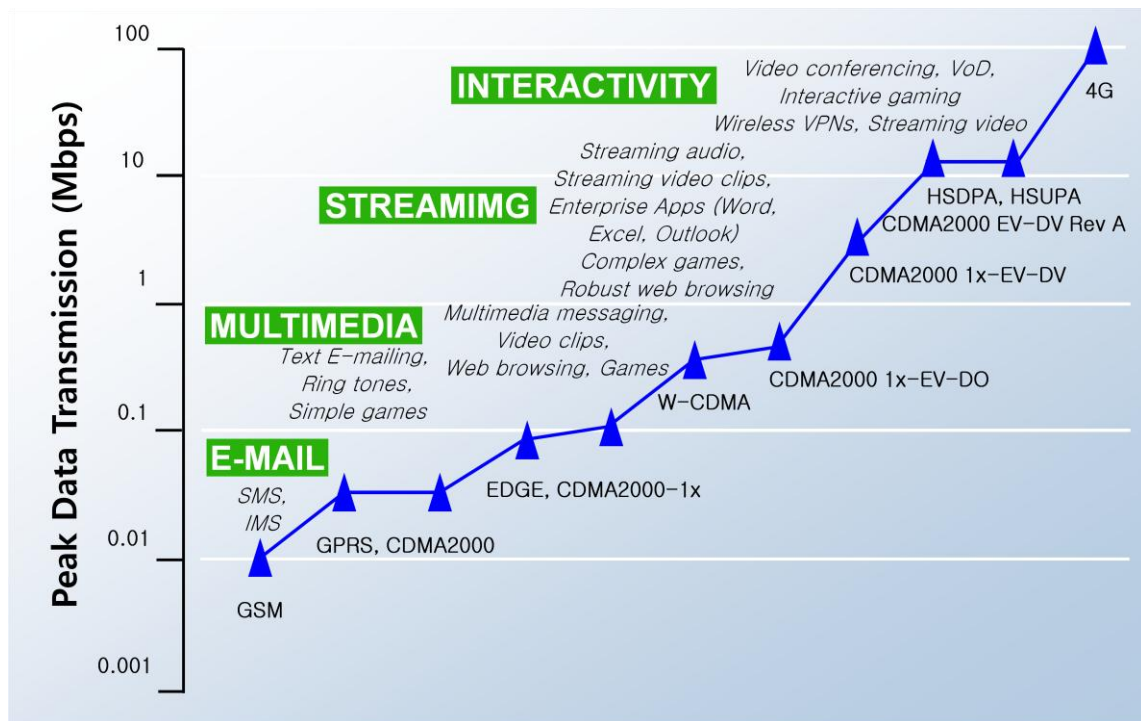 Peak Data Transmission (Mbps)
100
10
1
0.1
0.01
0.001
INTERACTIVITY
Video conferencing, VoD,
Interactive gaming
Wireless VPNs, Streaming video
STREAMIMG
Streaming audio,
Streaming video clips,
Enterprise Apps (Word,
Excel, Outlook)
Complex games,
Robust web browsing
MULTIMEDIA
Multimedia messaging,
Video clips,
Web browsing, Games
Text E-mailing,
Ring tones,
Simple games
E-MAIL
SMS,
IMS
GSM
GPRS, CDMA2000
EDGE, CDMA2000-1x
W-CDMA
CDMA2000 1x-EV-DO
CDMA2000 1x-EV-DV
HSDPA, HSUPA
CDMA2000 EV-DV Rev A
4G